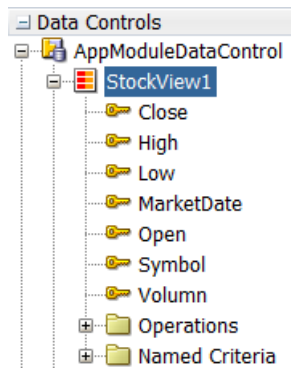 Data Controls
AppModuleDataControl
StockView1
Close
High
Low
MarketDate
Open
Symbol
Volumn
Operations
Named Criteria